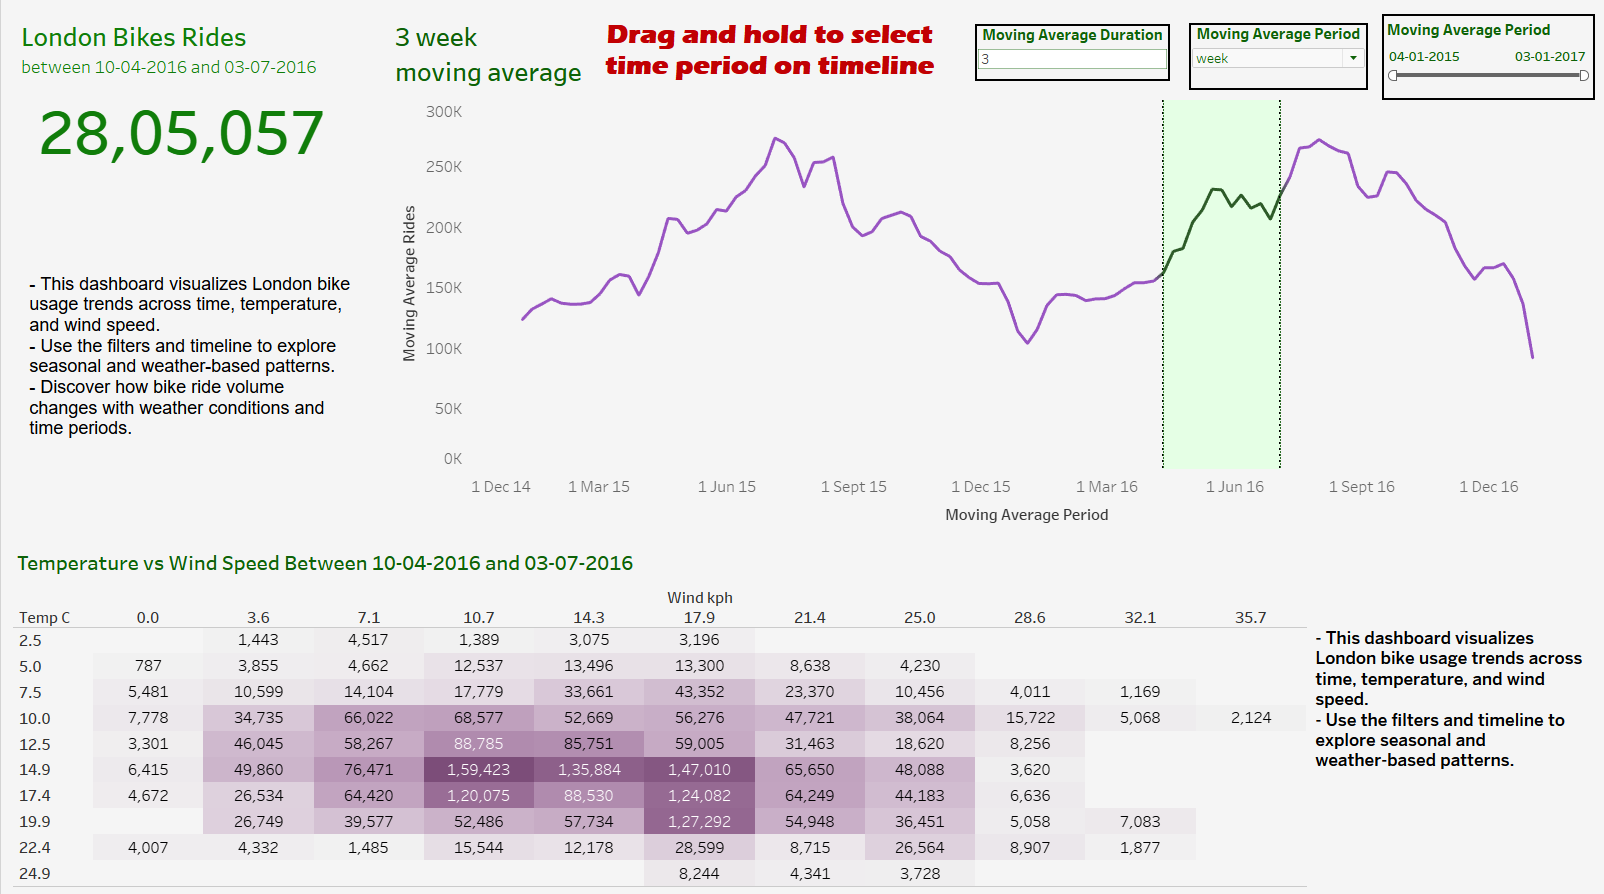 London Bikes Rides
between 10-04-2016 and 03-07-2016
28,05,057
- This dashboard visualizes London bike
usage trends across time, temperature,
and wind speed.
- Use the filters and timeline to explore
seasonal and weather-based patterns.
- Discover how bike ride volume
changes with weather conditions and
time periods.
3 week
moving average
Drag and hold to select
time period on timeline
Moving Average Duration
3
Moving Average Period
week
Moving Average Period
04-01-2015 03-01-2017
Moving Average Rides
300K
250K
200K
150K
100K
50K
0K
1 Dec 14 1 Mar 15 1 Jun 15 1 Sept 15 1 Dec 15 1 Mar 16 1 Jun 16 1 Sept 16 1 Dec 16
Moving Average Period
Temperature vs Wind Speed Between 10-04-2016 and 03-07-2016
Wind kph
Temp C 0.0 3.6 7.1 10.7 14.3 17.9 21.4 25.0 28.6 32.1 35.7
2.5 1,443 4,517 1,389 3,075 3,196
5.0 787 3,855 4,662 12,537 13,496 13,300 8,638 4,230
7.5 5,481 10,599 14,104 17,779 33,661 43,352 23,370 10,456 4,011 1,169
10.0 7,778 34,735 66,022 68,577 52,669 56,276 47,721 38,064 15,722 5,068 2,124
12.5 3,301 46,045 58,267 88,785 85,751 59,005 31,463 18,620 8,256
14.9 6,415 49,860 76,471 1,59,423 1,35,884 1,47,010 65,650 48,088 3,620
17.4 4,672 26,534 64,420 1,20,075 88,530 1,24,082 64,249 44,183 6,636
19.9 26,749 39,577 52,486 57,734 1,27,292 54,948 36,451 5,058 7,083
22.4 4,007 4,332 1,485 15,544 12,178 28,599 8,715 26,564 8,907 1,877
24.9 8,244 4,341 3,728
- This dashboard visualizes
London bike usage trends across
time, temperature, and wind
speed.
- Use the filters and timeline to
explore seasonal and
weather-based patterns.